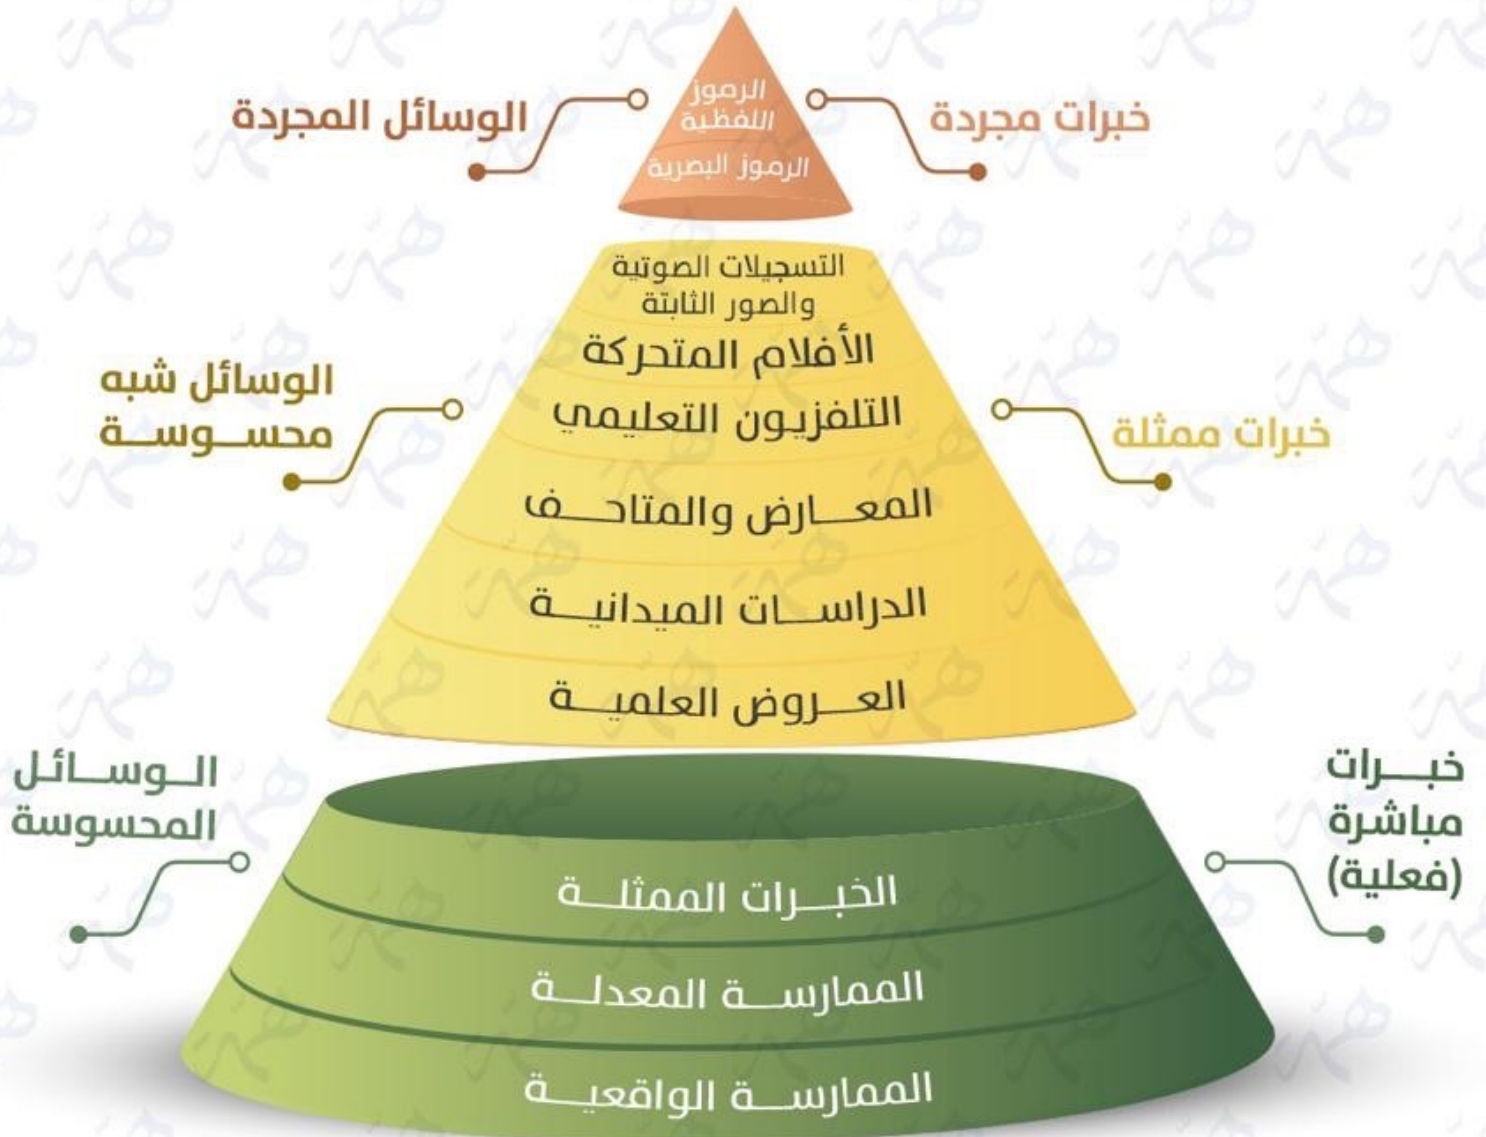 الرموز
اللفظية
الرموز البصرية
خبرات مجردة
الوسائل المجردة
التسجيلات الصوتية
والصور الثابتة
الأفلام المتحركة
التلفزيون التعليمي
المعارض والمتاحف
الدراسات الميدانية
العروض العلمية
خبرات ممثلة
الوسائل شبه
محسوسة
خبرات
مباشرة
(فعلية)
الوسائل
المحسوسة
الخبرات الممثلة
الممارسة المعدلة
الممارسة الواقعية